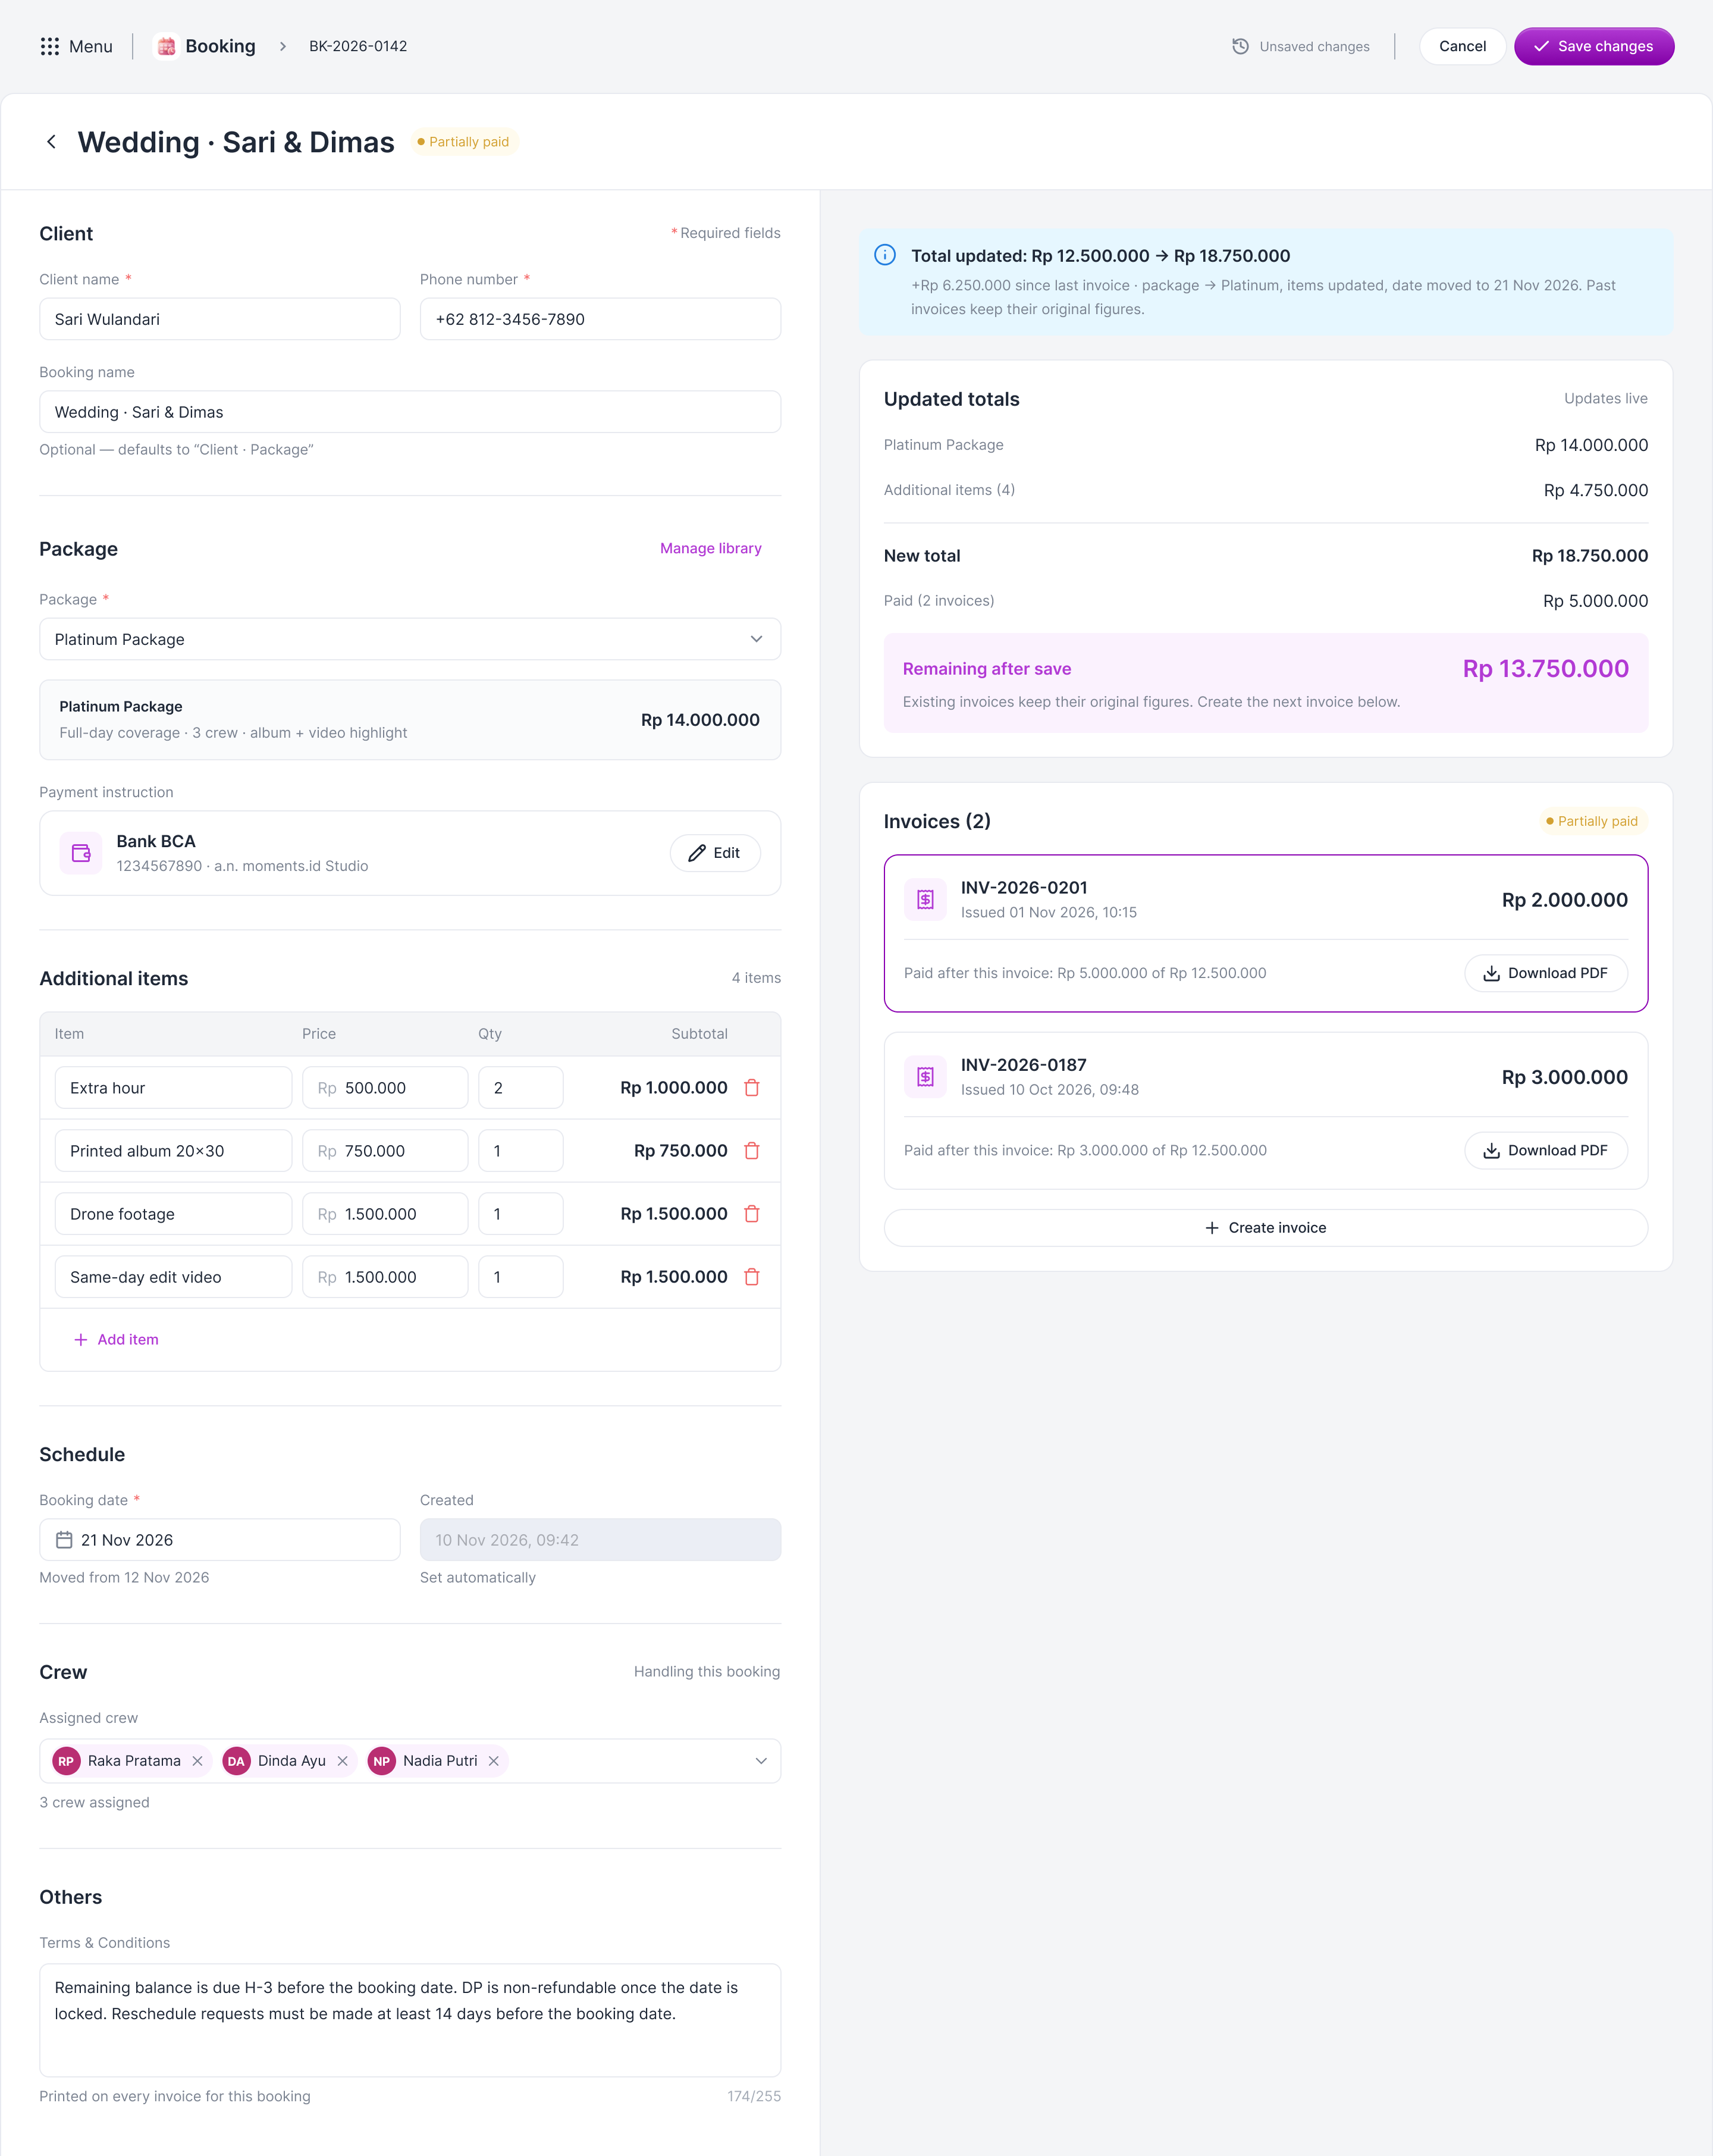 Menu
Booking
BK-2026-0142
Unsaved changes
Cancel
Save changes
Wedding · Sari & Dimas
Partially paid
Client
* Required fields
Client name *
Phone number *
Sari Wulandari
+62 812-3456-7890
Booking name
Wedding · Sari & Dimas
Optional — defaults to “Client · Package”
Package
Manage library
Package *
Platinum Package
Platinum Package
Full-day coverage · 3 crew · album + video highlight
Rp 14.000.000
Payment instruction
Bank BCA
1234567890 · a.n. moments.id Studio
Edit
Additional items
4 items
Item Price Qty Subtotal
Extra hour Rp 500.000 2 Rp 1.000.000
Printed album 20×30 Rp 750.000 1 Rp 750.000
Drone footage Rp 1.500.000 1 Rp 1.500.000
Same-day edit video Rp 1.500.000 1 Rp 1.500.000
Add item
Schedule
Booking date *
Created
21 Nov 2026
10 Nov 2026, 09:42
Moved from 12 Nov 2026
Set automatically
Crew
Handling this booking
Assigned crew
RP Raka Pratama DA Dinda Ayu NP Nadia Putri
3 crew assigned
Others
Terms & Conditions
Remaining balance is due H-3 before the booking date. DP is non-refundable once the date is
locked. Reschedule requests must be made at least 14 days before the booking date.
Printed on every invoice for this booking
174/255
Total updated: Rp 12.500.000 → Rp 18.750.000
+Rp 6.250.000 since last invoice · package → Platinum, items updated, date moved to 21 Nov 2026. Past
invoices keep their original figures.
Updated totals
Updates live
Platinum Package Rp 14.000.000
Additional items (4) Rp 4.750.000
New total Rp 18.750.000
Paid (2 invoices) Rp 5.000.000
Remaining after save Rp 13.750.000
Existing invoices keep their original figures. Create the next invoice below.
Invoices (2)
Partially paid
INV-2026-0201
Issued 01 Nov 2026, 10:15
Rp 2.000.000
Paid after this invoice: Rp 5.000.000 of Rp 12.500.000
Download PDF
INV-2026-0187
Issued 10 Oct 2026, 09:48
Rp 3.000.000
Paid after this invoice: Rp 3.000.000 of Rp 12.500.000
Download PDF
Create invoice